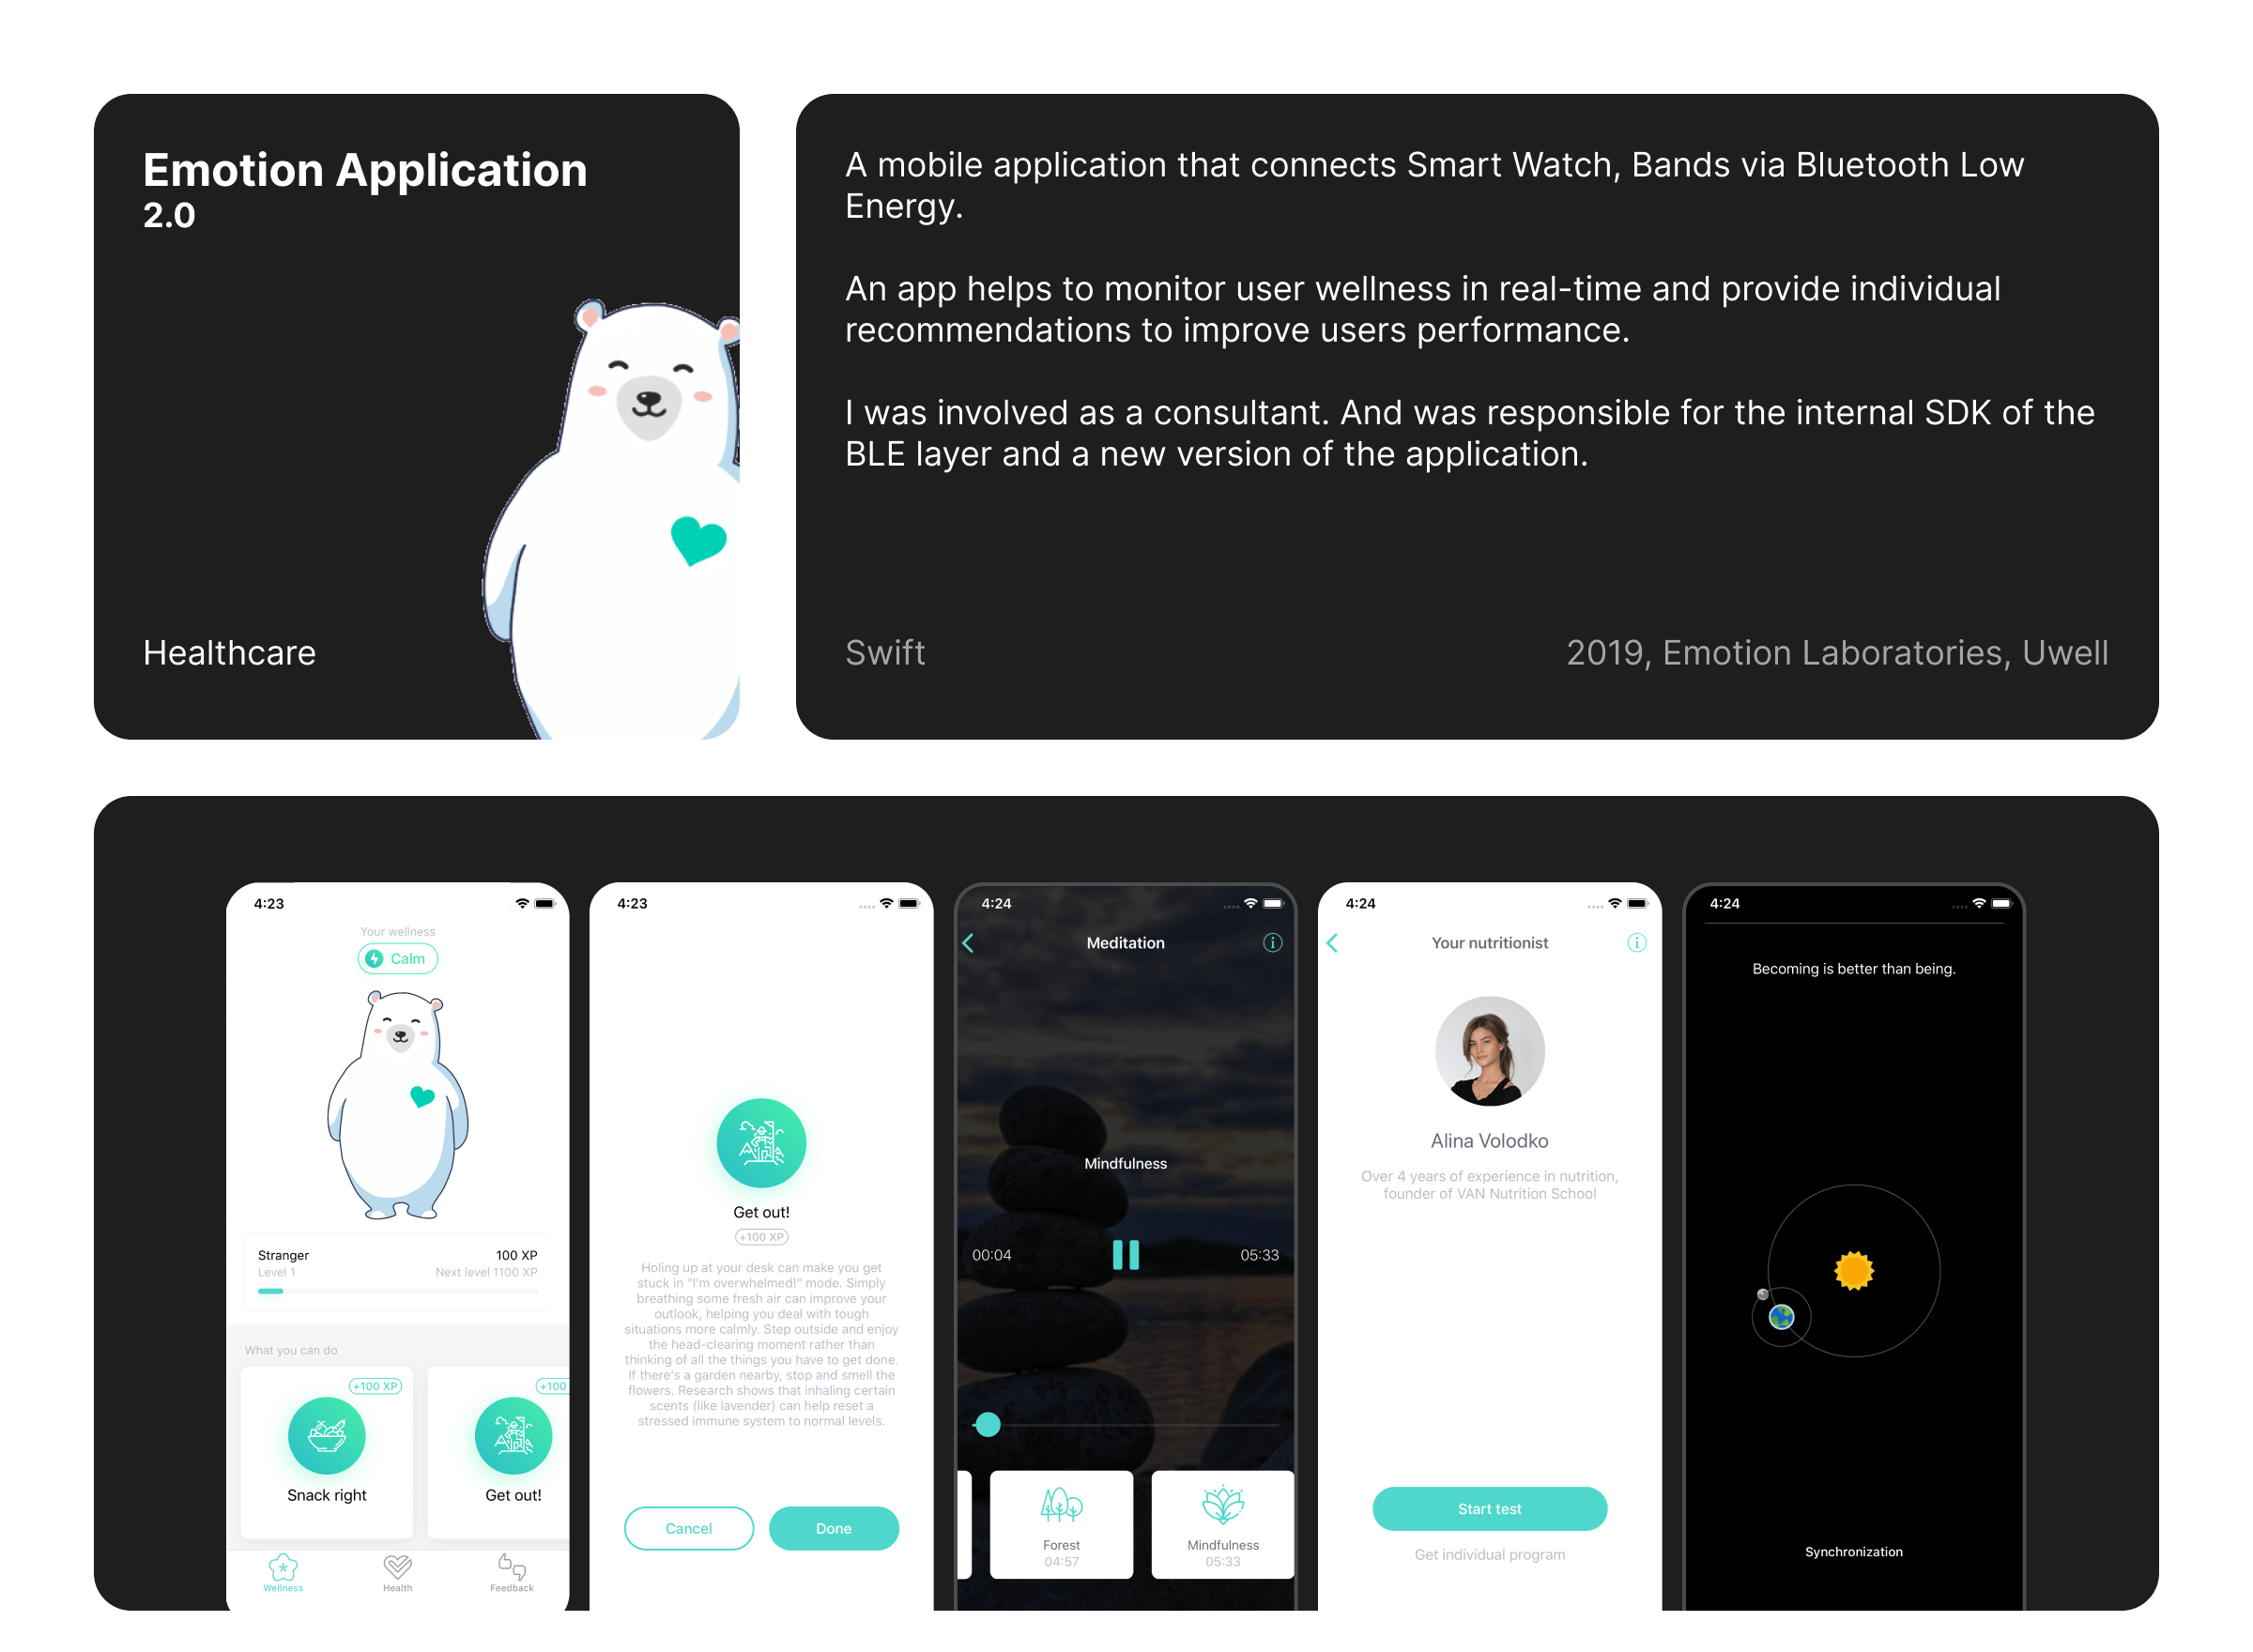 Emotion Application
2.0
Healthcare
A mobile application that connects Smart Watch, Bands via Bluetooth Low
Energy.
An app helps to monitor user wellness in real-time and provide individual
recommendations to improve users performance.
I was involved as a consultant. And was responsible for the internal SDK of the
BLE layer and a new version of the application.
Swift
2019, Emotion Laboratories, Uwell
4:23
Your wellness
Calm
Stranger
100 XP
Level 1
Next level 1100 XP
What you can do
+100 XP
Snack right
+100
Get out!
Wellness
Health
Feedback
4:23
Get out!
+100 XP
Holing up at your desk can make you get
stuck in "I'm overwhelmed!" mode. Simply
breathing some fresh air can improve your
outlook, helping you deal with tough
situations more calmly. Step outside and enjoy
the head-clearing moment rather than
thinking of all the things you have to get done.
If there's a garden nearby, stop and smell the
flowers. Research shows that inhaling certain
scents (like lavender) can help reset a
stressed immune system to normal levels.
Cancel
Done
4:24
Meditation
Mindfulness
00:04
05:33
Forest
04:57
Mindfulness
05:33
4:24
Your nutritionist
Alina Volodko
Over 4 years of experience in nutrition,
founder of VAN Nutrition School
Start test
Get individual program
4:24
Becoming is better than being.
Synchronization